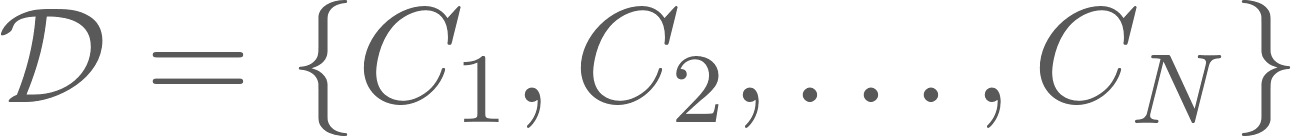 𝒟 = {C₁, C₂, . . . , C_N}